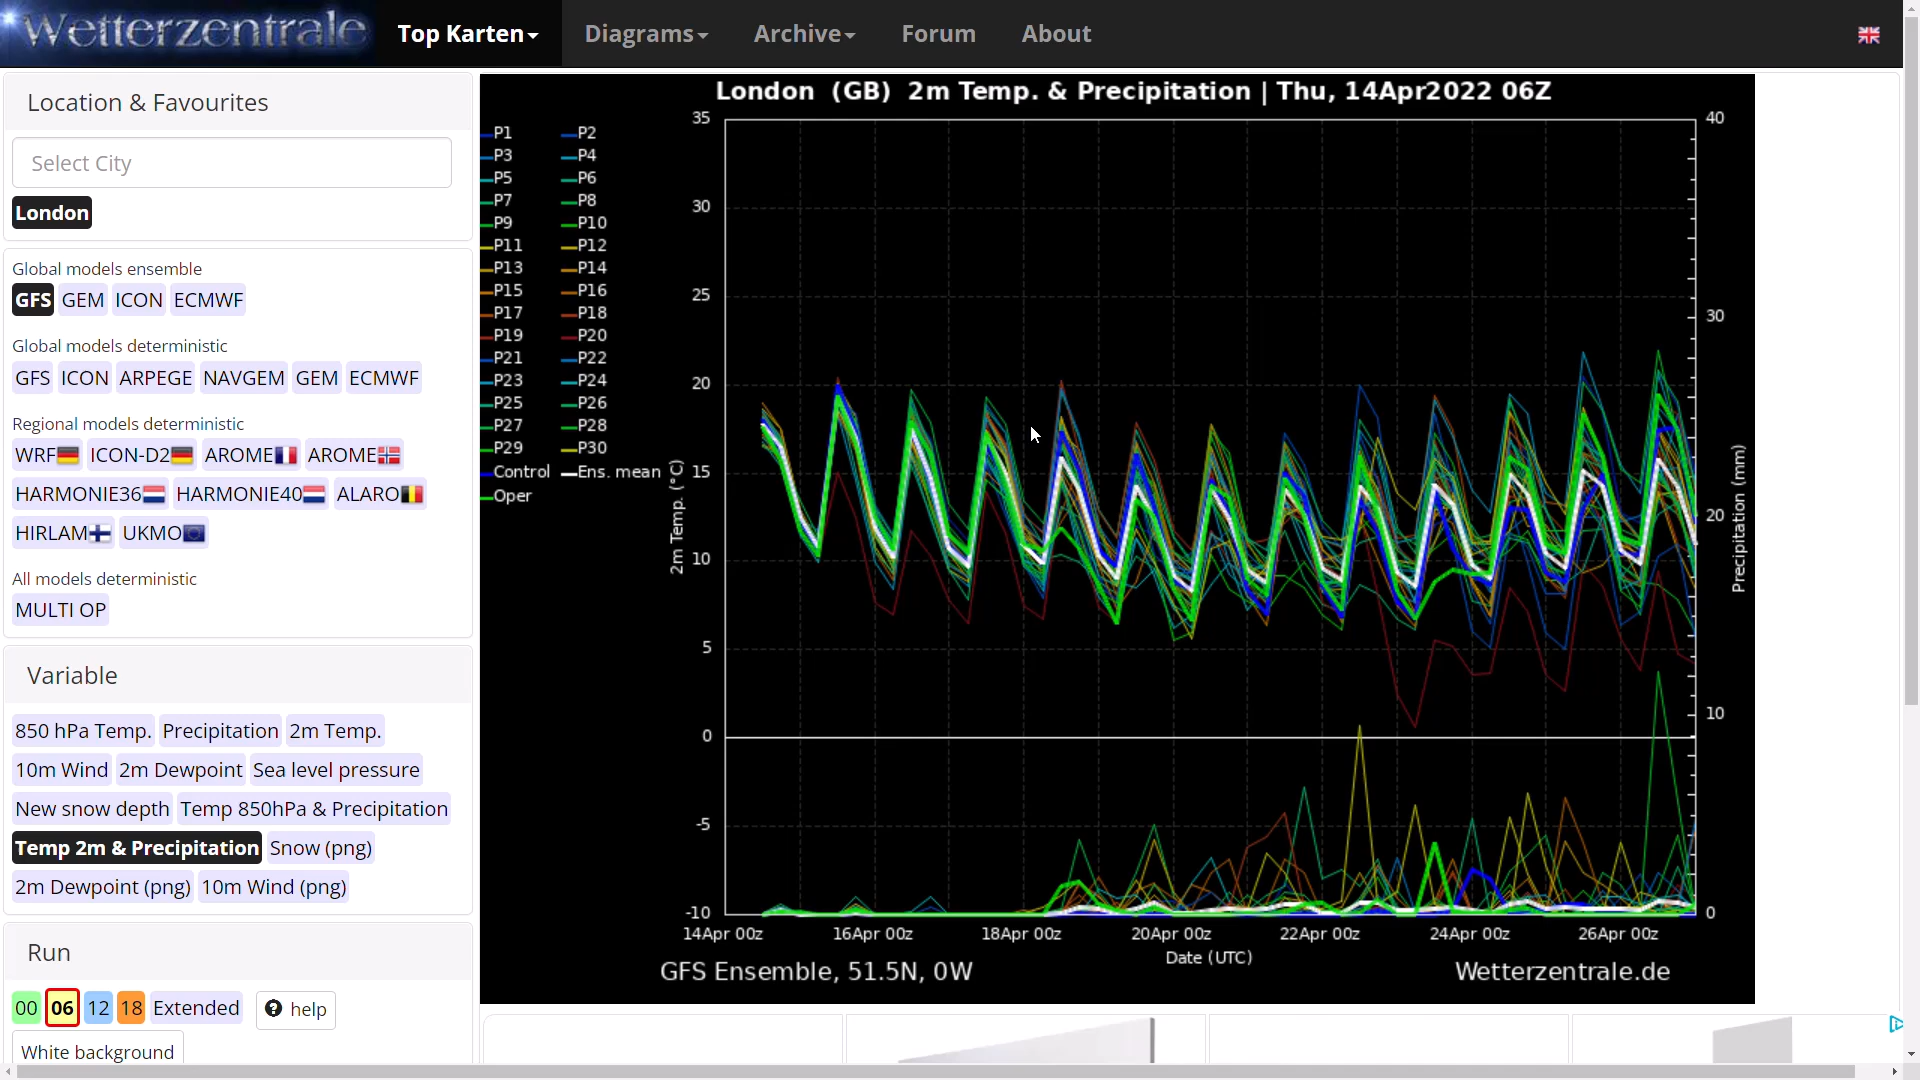 Wetterzentrale
Top Karten
Diagrams
Archive
Forum
About
Location & Favourites
Select City
London
Global models ensemble
GFS GEM ICON ECMWF
Global models deterministic
GFS ICON ARPEGE NAVGEM GEM ECMWF
Regional models deterministic
WRF ICON-D2 AROME AROME
HARMONIE36 HARMONIE40 ALARO
HIRLAM UKMO
All models deterministic
MULTI OP
Variable
850 hPa Temp. Precipitation 2m Temp.
10m Wind 2m Dewpoint Sea level pressure
New snow depth Temp 850hPa & Precipitation
Temp 2m & Precipitation Snow (png)
2m Dewpoint (png) 10m Wind (png)
Run
00 06 12 18 Extended ? help
White background
London (GB) 2m Temp. & Precipitation | Thu, 14Apr2022 06Z
P1 P2
P3 P4
P5 P6
P7 P8
P9 P10
P11 P12
P13 P14
P15 P16
P17 P18
P19 P20
P21 P22
P23 P24
P25 P26
P27 P28
P29 P30
Control Ens. mean
Oper
2m Temp. (°C)
35
30
25
20
15
10
5
0
-5
-10
40
30
20
10
0
Precipitation (mm)
14Apr 00z 16Apr 00z 18Apr 00z 20Apr 00z 22Apr 00z 24Apr 00z 26Apr 00z
Date (UTC)
GFS Ensemble, 51.5N, 0W
Wetterzentrale.de